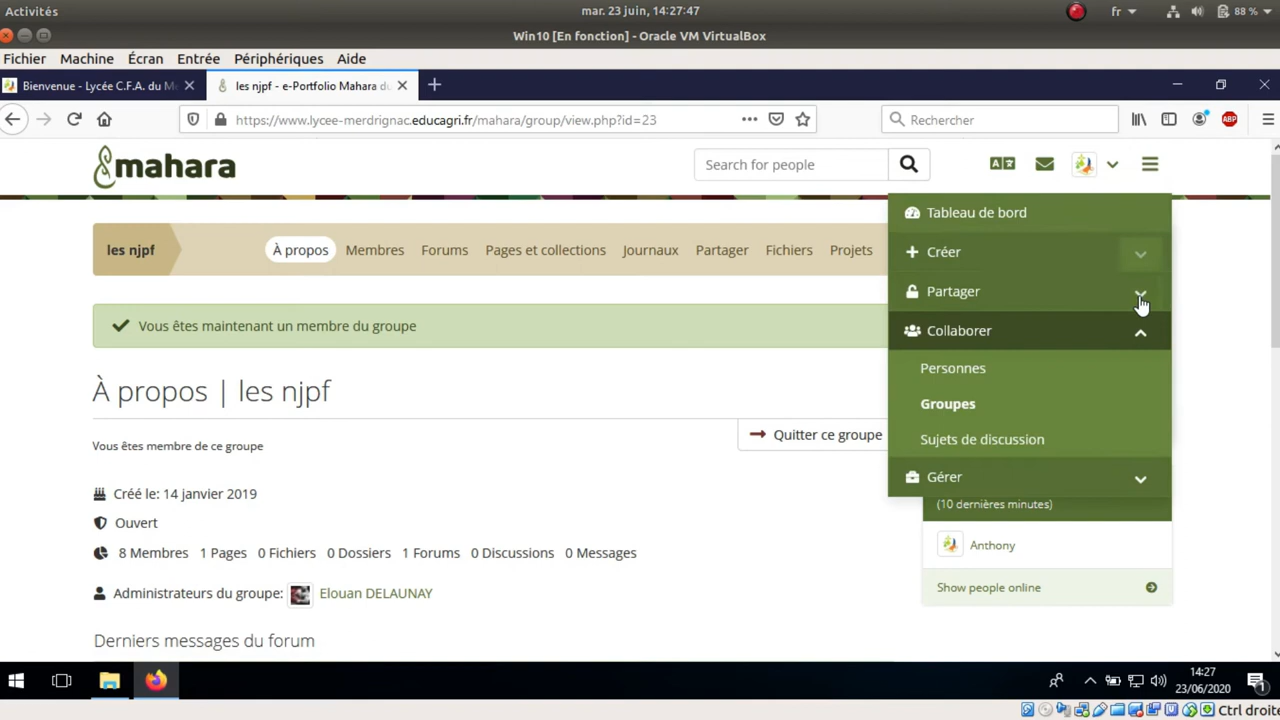 Activités mar. 23 juin, 14:27:47 fr 88 %
Win10 [En fonction] - Oracle VM VirtualBox
Fichier Machine Écran Entrée Périphériques Aide
Bienvenue - Lycée C.F.A. du Me les njpf - e-Portfolio Mahara du
https://www.lycee-merdrignac.educagri.fr/mahara/group/view.php?id=23 Rechercher ABP
mahara Search for people
Tableau de bord
les njpf À propos Membres Forums Pages et collections Journaux Partager Fichiers Projets Créer
Partager
Vous êtes maintenant un membre du groupe Collaborer
Personnes
À propos | les njpf Groupes
Quitter ce groupe Sujets de discussion
Vous êtes membre de ce groupe
Gérer
Créé le: 14 janvier 2019 (10 dernières minutes)
Ouvert
8 Membres 1 Pages 0 Fichiers 0 Dossiers 1 Forums 0 Discussions 0 Messages Anthony
Administrateurs du groupe: Elouan DELAUNAY Show people online
Derniers messages du forum
14:27
23/06/2020 1
Ctrl droite